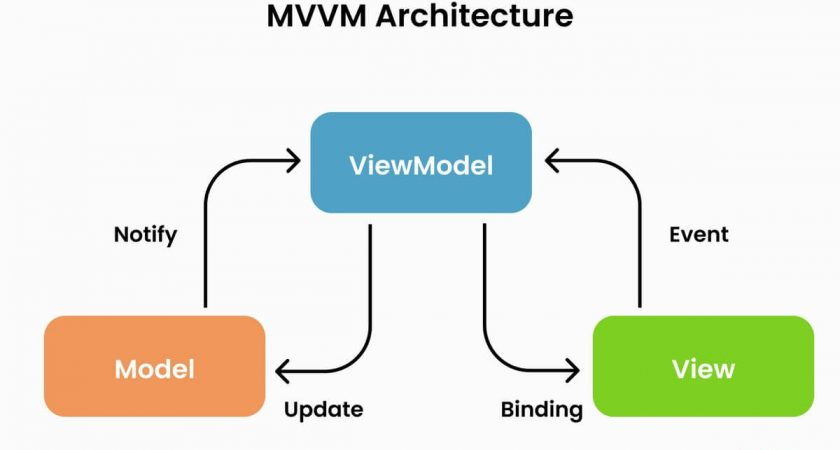 MVVM Architecture
ViewModel
Notify
Event
Model
View
Update
Binding